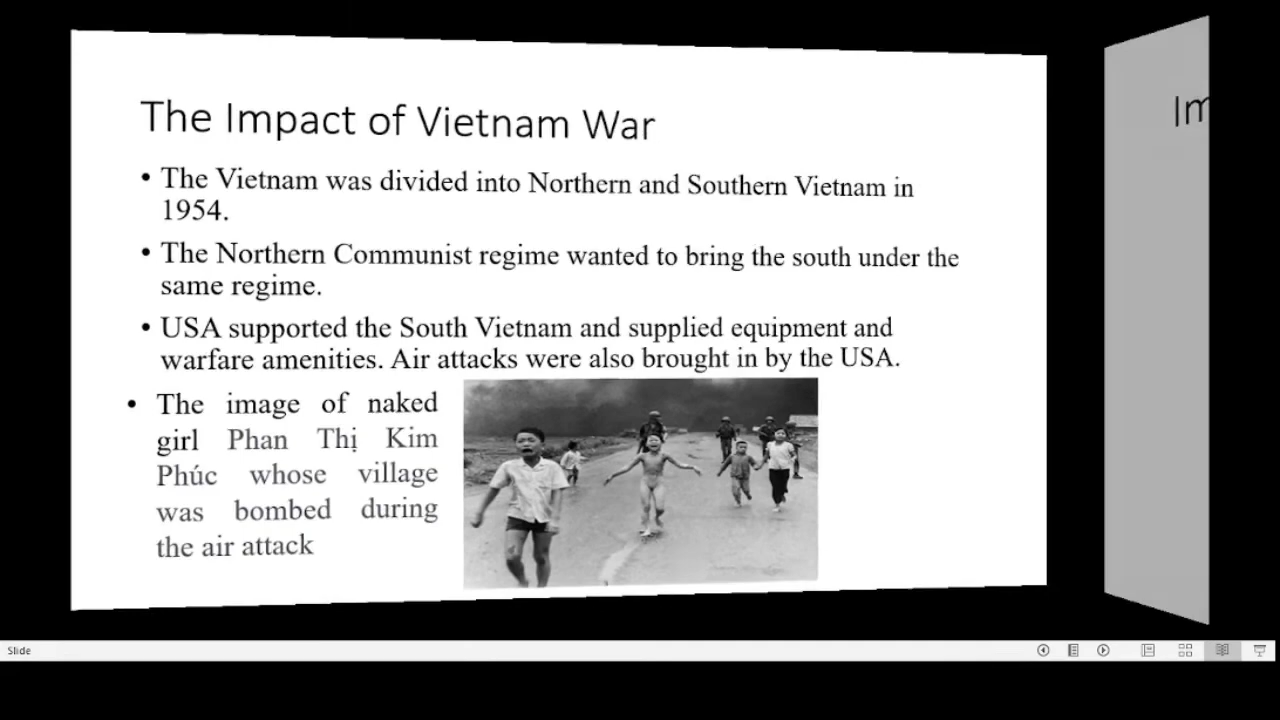 The Impact of Vietnam War
• The Vietnam was divided into Northern and Southern Vietnam in
1954.
• The Northern Communist regime wanted to bring the south under the
same regime.
• USA supported the South Vietnam and supplied equipment and
warfare amenities. Air attacks were also brought in by the USA.
• The image of naked
girl Phan Thị Kim
Phúc whose village
was bombed during
the air attack
Slide